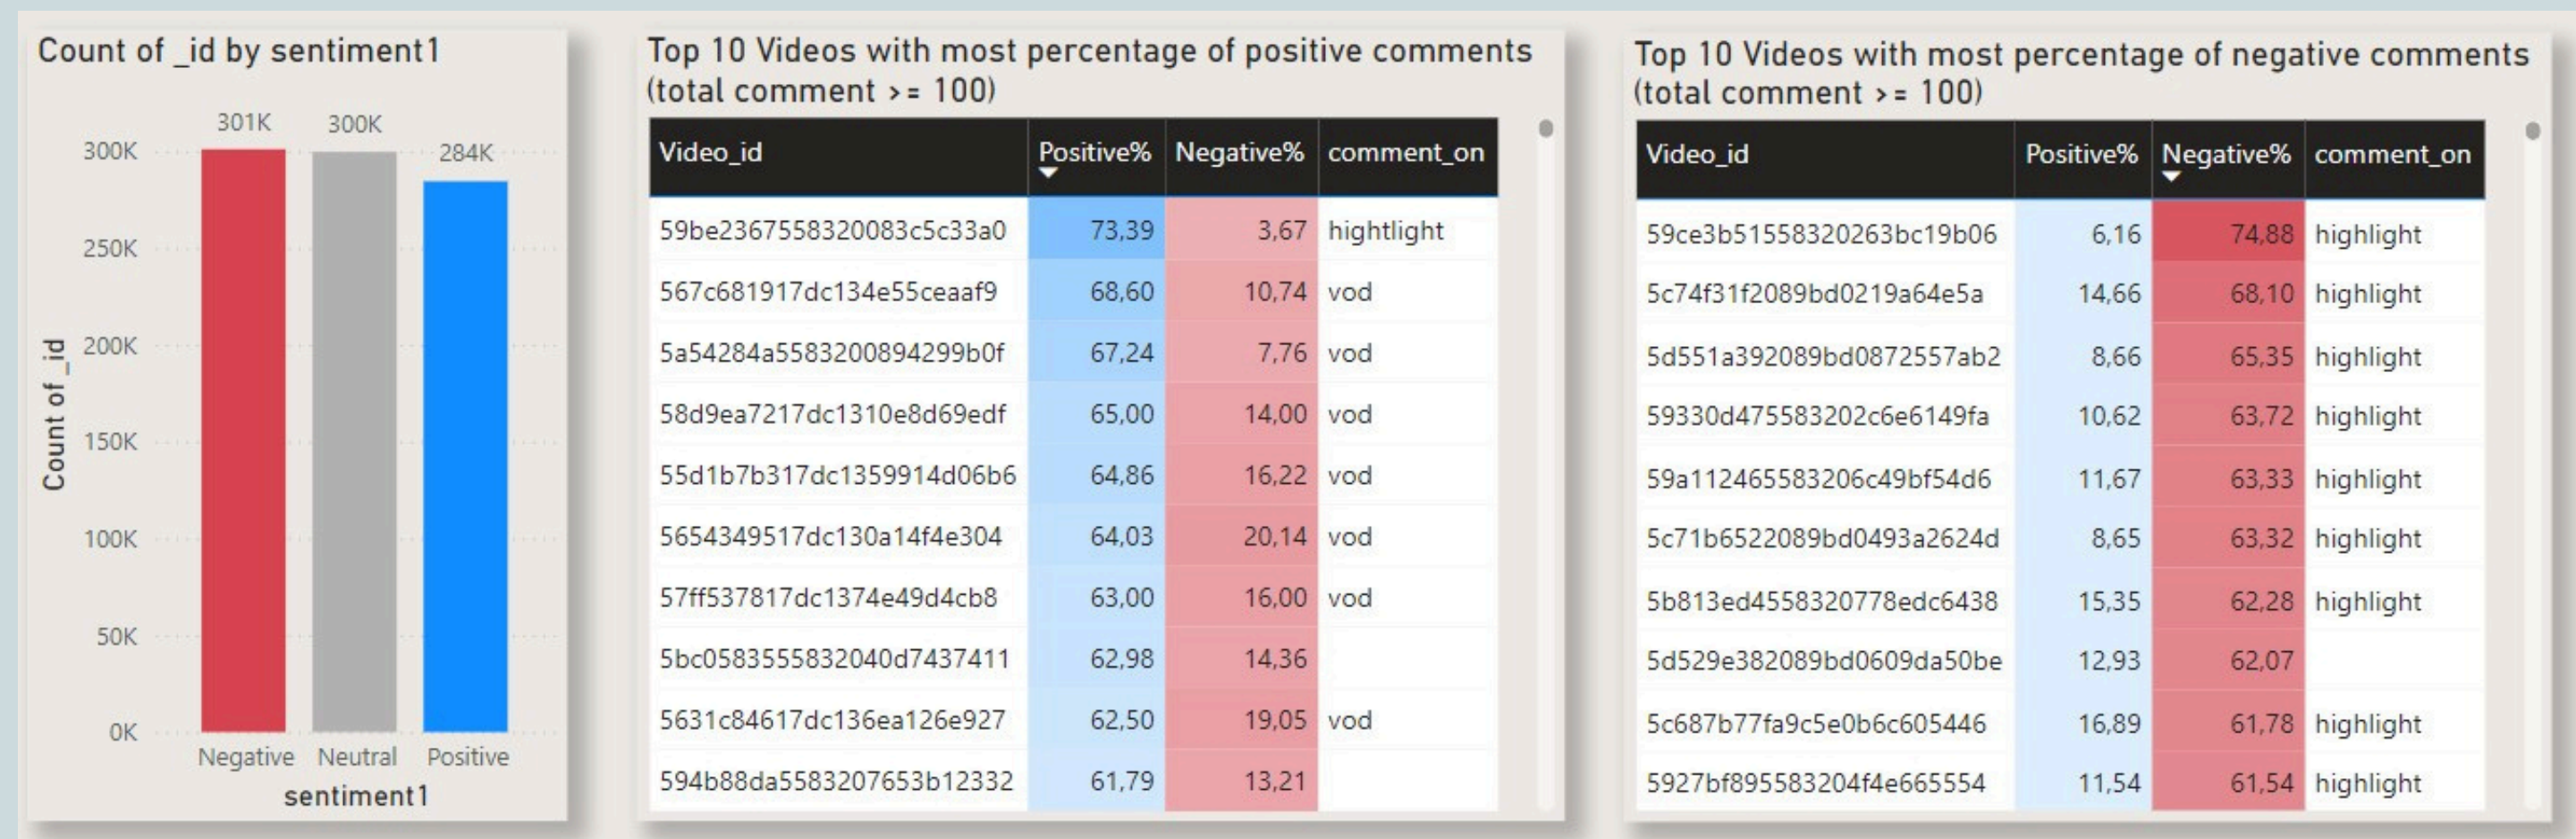 Count of _id by sentiment1
301K
300K
284K
300K
250K
200K
150K
100K
50K
0K
Count of _id
Negative Neutral Positive
sentiment1
Top 10 Videos with most percentage of positive comments
(total comment >= 100)
Video_id Positive% Negative% comment_on
59be2367558320083c5c33a0 73,39 3,67 hightlight
567c681917dc134e55ceaaf9 68,60 10,74 vod
5a54284a5583200894299b0f 67,24 7,76 vod
58d9ea7217dc1310e8d69edf 65,00 14,00 vod
55d1b7b317dc1359914d06b6 64,86 16,22 vod
5654349517dc130a14f4e304 64,03 20,14 vod
57ff537817dc1374e49d4cb8 63,00 16,00 vod
5bc0583555832040d7437411 62,98 14,36
5631c84617dc136ea126e927 62,50 19,05 vod
594b88da5583207653b12332 61,79 13,21
Top 10 Videos with most percentage of negative comments
(total comment >= 100)
Video_id Positive% Negative% comment_on
59ce3b51558320263bc19b06 6,16 74,88 highlight
5c74f31f2089bd0219a64e5a 14,66 68,10 highlight
5d551a392089bd0872557ab2 8,66 65,35 highlight
59330d475583202c6e6149fa 10,62 63,72 highlight
59a112465583206c49bf54d6 11,67 63,33 highlight
5c71b6522089bd0493a2624d 8,65 63,32 highlight
5b813ed4558320778edc6438 15,35 62,28 highlight
5d529e382089bd0609da50be 12,93 62,07
5c687b77fa9c5e0b6c605446 16,89 61,78 highlight
5927bf895583204f4e665554 11,54 61,54 highlight